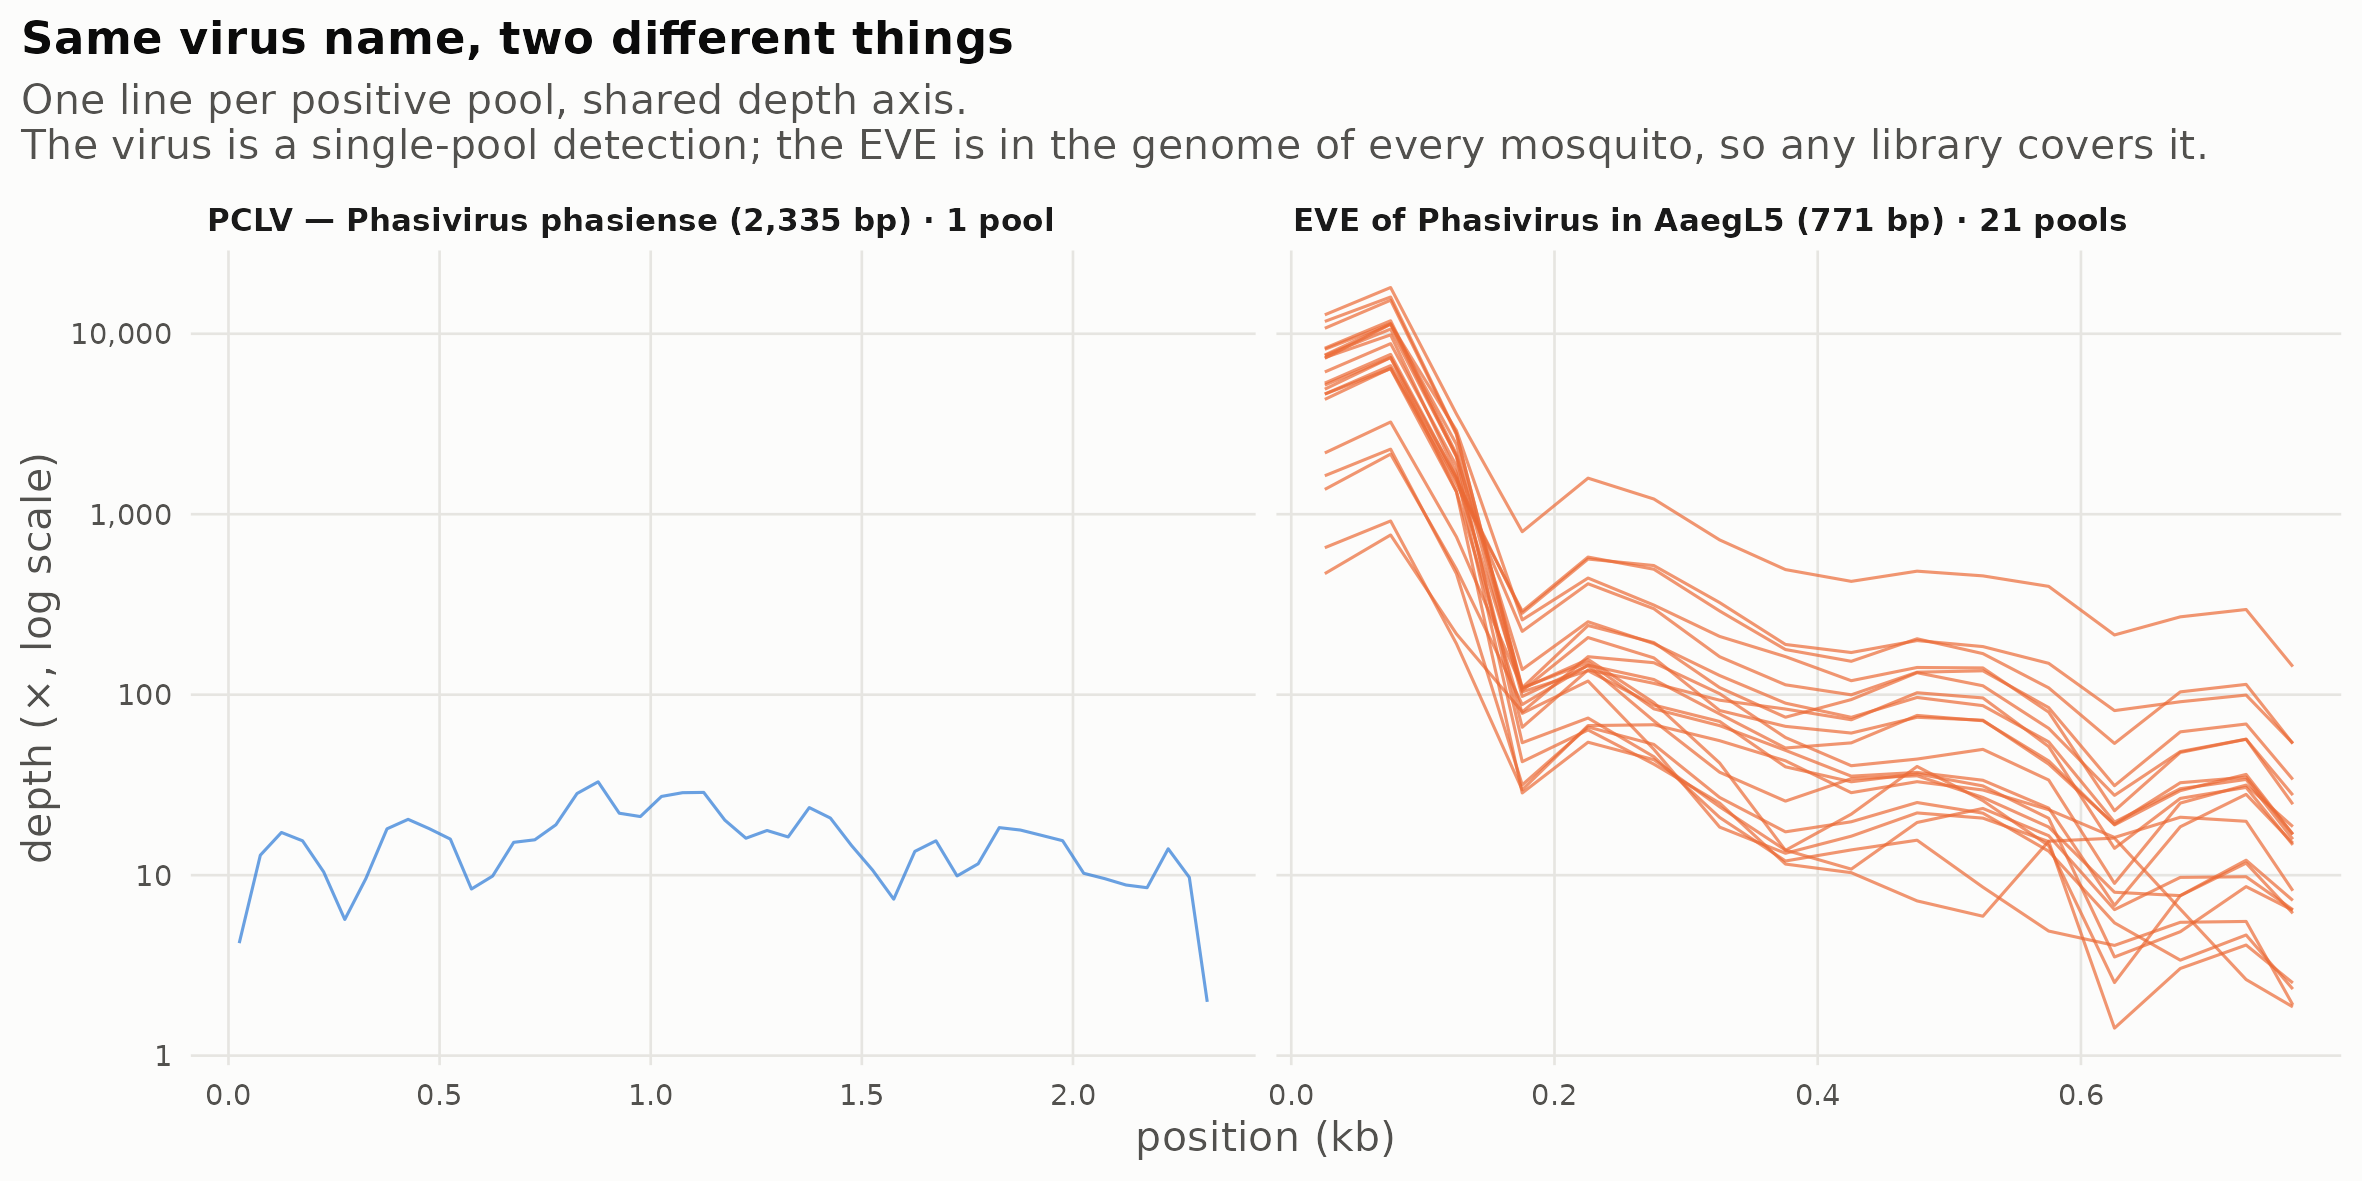 Same virus name, two different things
One line per positive pool, shared depth axis.
The virus is a single-pool detection; the EVE is in the genome of every mosquito, so any library covers it.
PCLV — Phasivirus phasiense (2,335 bp) · 1 pool
EVE of Phasivirus in AaegL5 (771 bp) · 21 pools
depth (×, log scale)
10,000
1,000
100
10
1
0.0 0.5 1.0 1.5 2.0
0.0 0.2 0.4 0.6
position (kb)